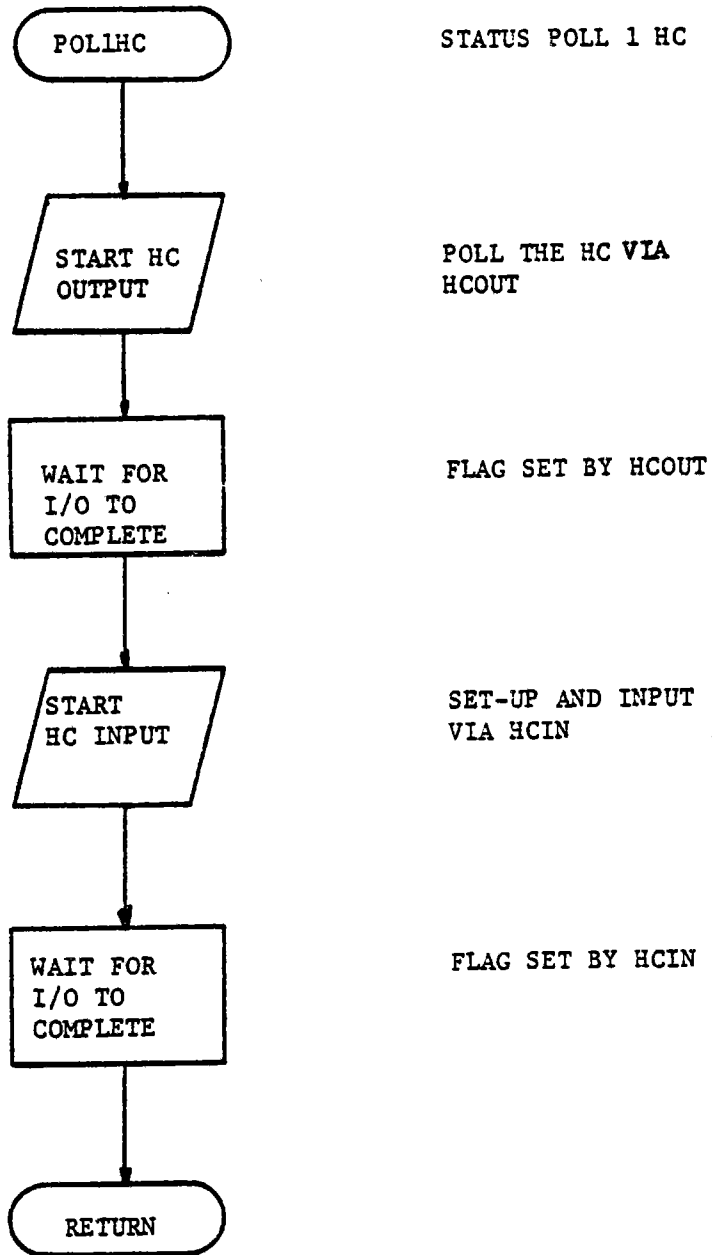 POL1HC
STATUS POLL 1 HC
START HC
OUTPUT
POLL THE HC VIA
HCOUT
WAIT FOR
I/O TO
COMPLETE
FLAG SET BY HCOUT
START
HC INPUT
SET-UP AND INPUT
VIA HCIN
WAIT FOR
I/O TO
COMPLETE
FLAG SET BY HCIN
RETURN